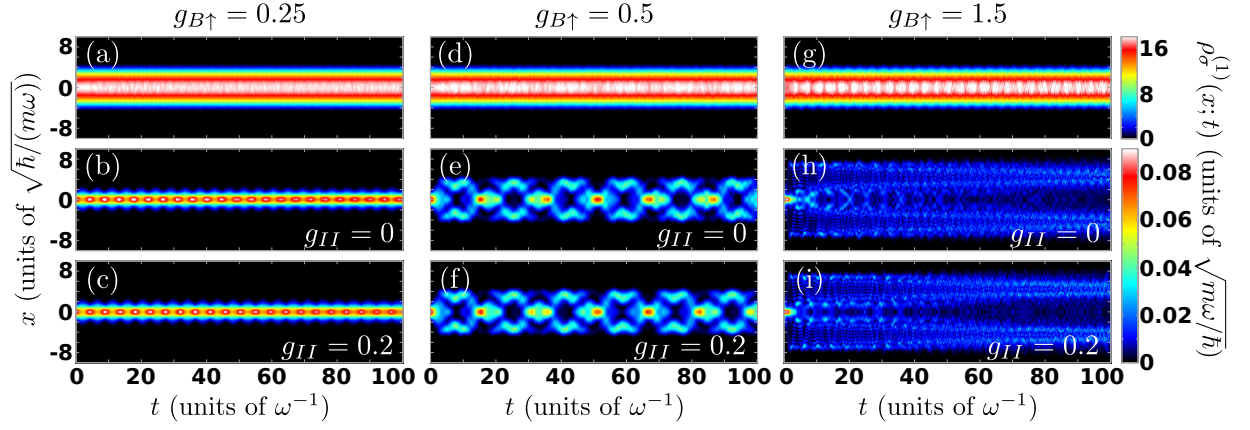 g_{B↑} = 0.25 g_{B↑} = 0.5 g_{B↑} = 1.5
8 (a) (d) (g) 16
0 8
-8 0
8 (b) (e) (h) 0.08
0 0.06
-8 g_{II} = 0 g_{II} = 0 g_{II} = 0
8 (c) (f) (i) 0.04
0 0.02
-8 g_{II} = 0.2 g_{II} = 0.2 g_{II} = 0.2 0
0 20 40 60 80 100 0 20 40 60 80 100 0 20 40 60 80 100
t (units of ω⁻¹) t (units of ω⁻¹) t (units of ω⁻¹)
x (units of √ħ/(mω))
ρ_σ^{(1)}(x; t) (units of √mω/ħ)